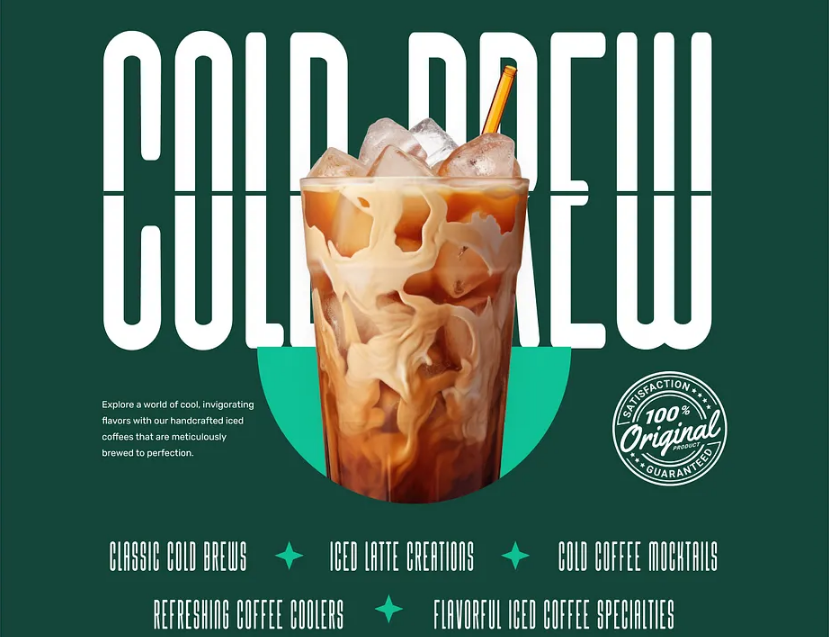 COLD BREW
Explore a world of cool, invigorating
flavors with our handcrafted iced
coffees that are meticulously
brewed to perfection.
SATISFACTION
100%
Original
PRODUCT
GUARANTEED
CLASSIC COLD BREWS
ICED LATTE CREATIONS
COLD COFFEE MOCKTAILS
REFRESHING COFFEE COOLERS
FLAVORFUL ICED COFFEE SPECIALTIES